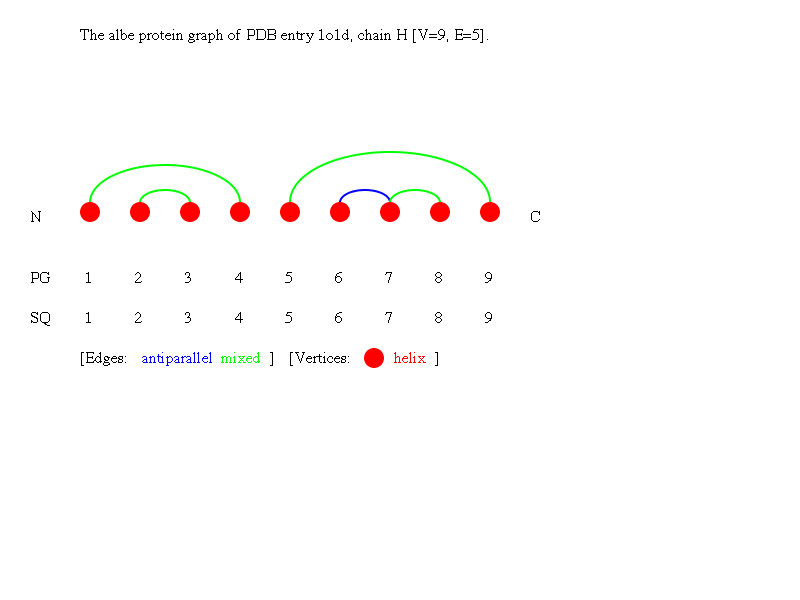 The albe protein graph of PDB entry 1o1d, chain H [V=9, E=5].
N C
PG 1 2 3 4 5 6 7 8 9
SQ 1 2 3 4 5 6 7 8 9
[Edges: antiparallel mixed ] [Vertices: helix ]